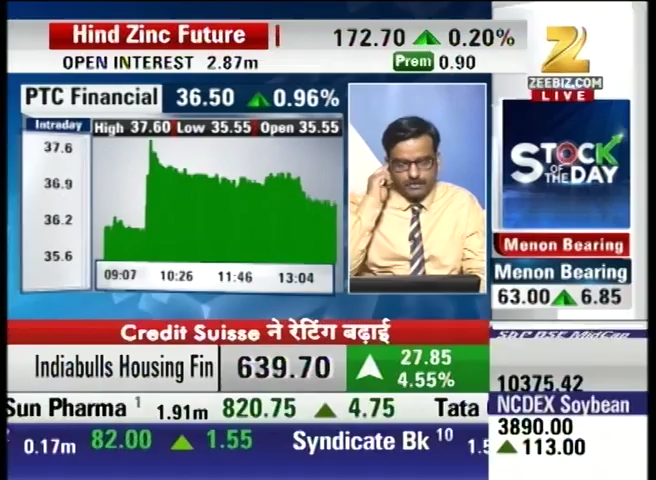 Hind Zinc Future
172.70 0.20%
OPEN INTEREST 2.87m
Prem 0.90
ZEEBIZ.COM
LIVE
PTC Financial 36.50 0.96%
Intraday High 37.60 Low 35.55 Open 35.55
37.6
36.9
36.2
35.6
09:07 10:26 11:46 13:04
STOCK
OF THE DAY
Menon Bearing
Menon Bearing
63.00 6.85
Credit Suisse ने रेटिंग बढ़ाई
Indiabulls Housing Fin 639.70 27.85
4.55%
S&P BSE MidCap
10375.42
Sun Pharma 1 1.91m 820.75 4.75 Tata
NCDEX Soybean
3890.00
113.00
0.17m 82.00 1.55 Syndicate Bk 10